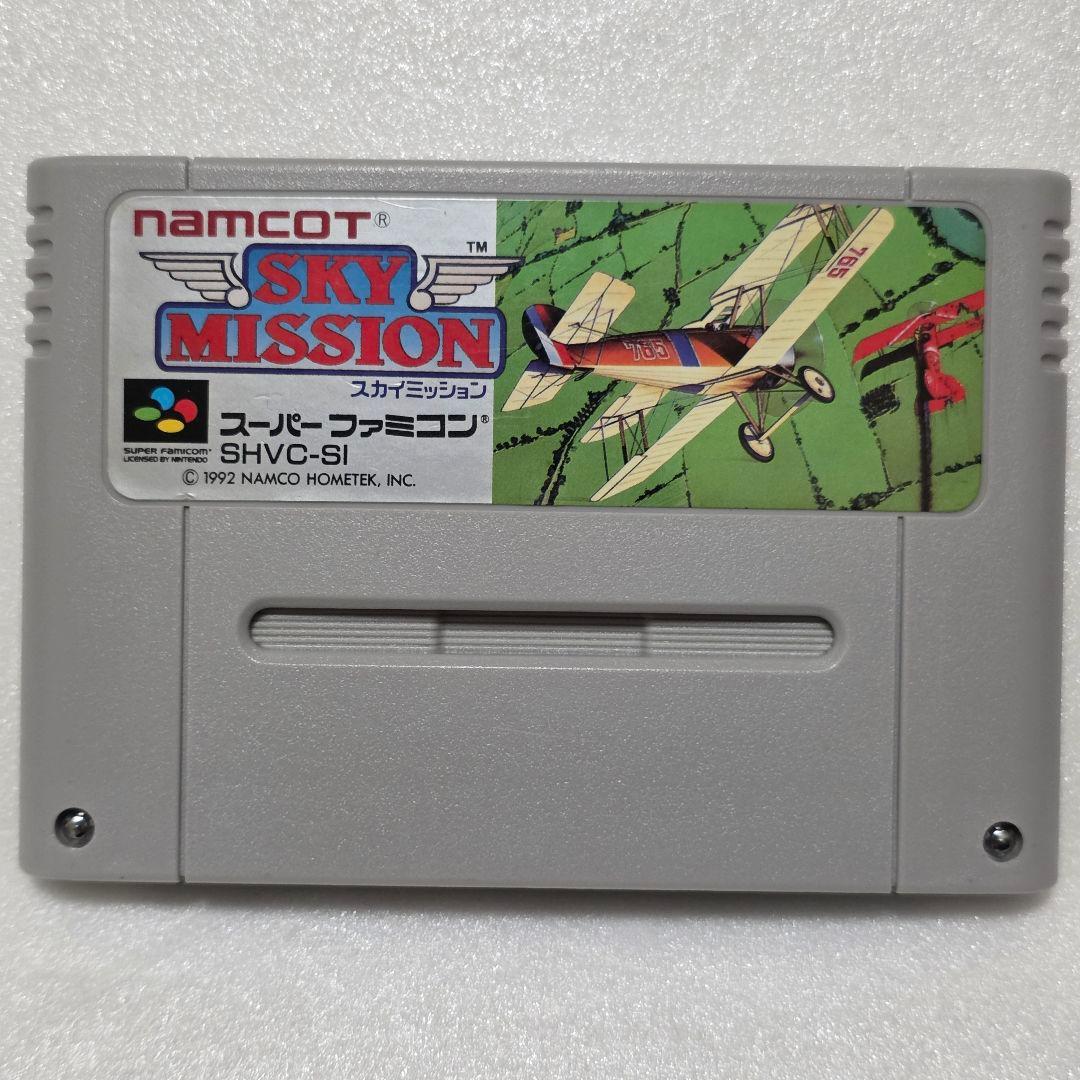 namcot®
SKY
MISSION
™
スカイミッション
スーパーファミコン®
SUPER FAMICOM
LICENSED BY NINTENDO
SHVC-SI
© 1992 NAMCO HOMETEK, INC.
765
765